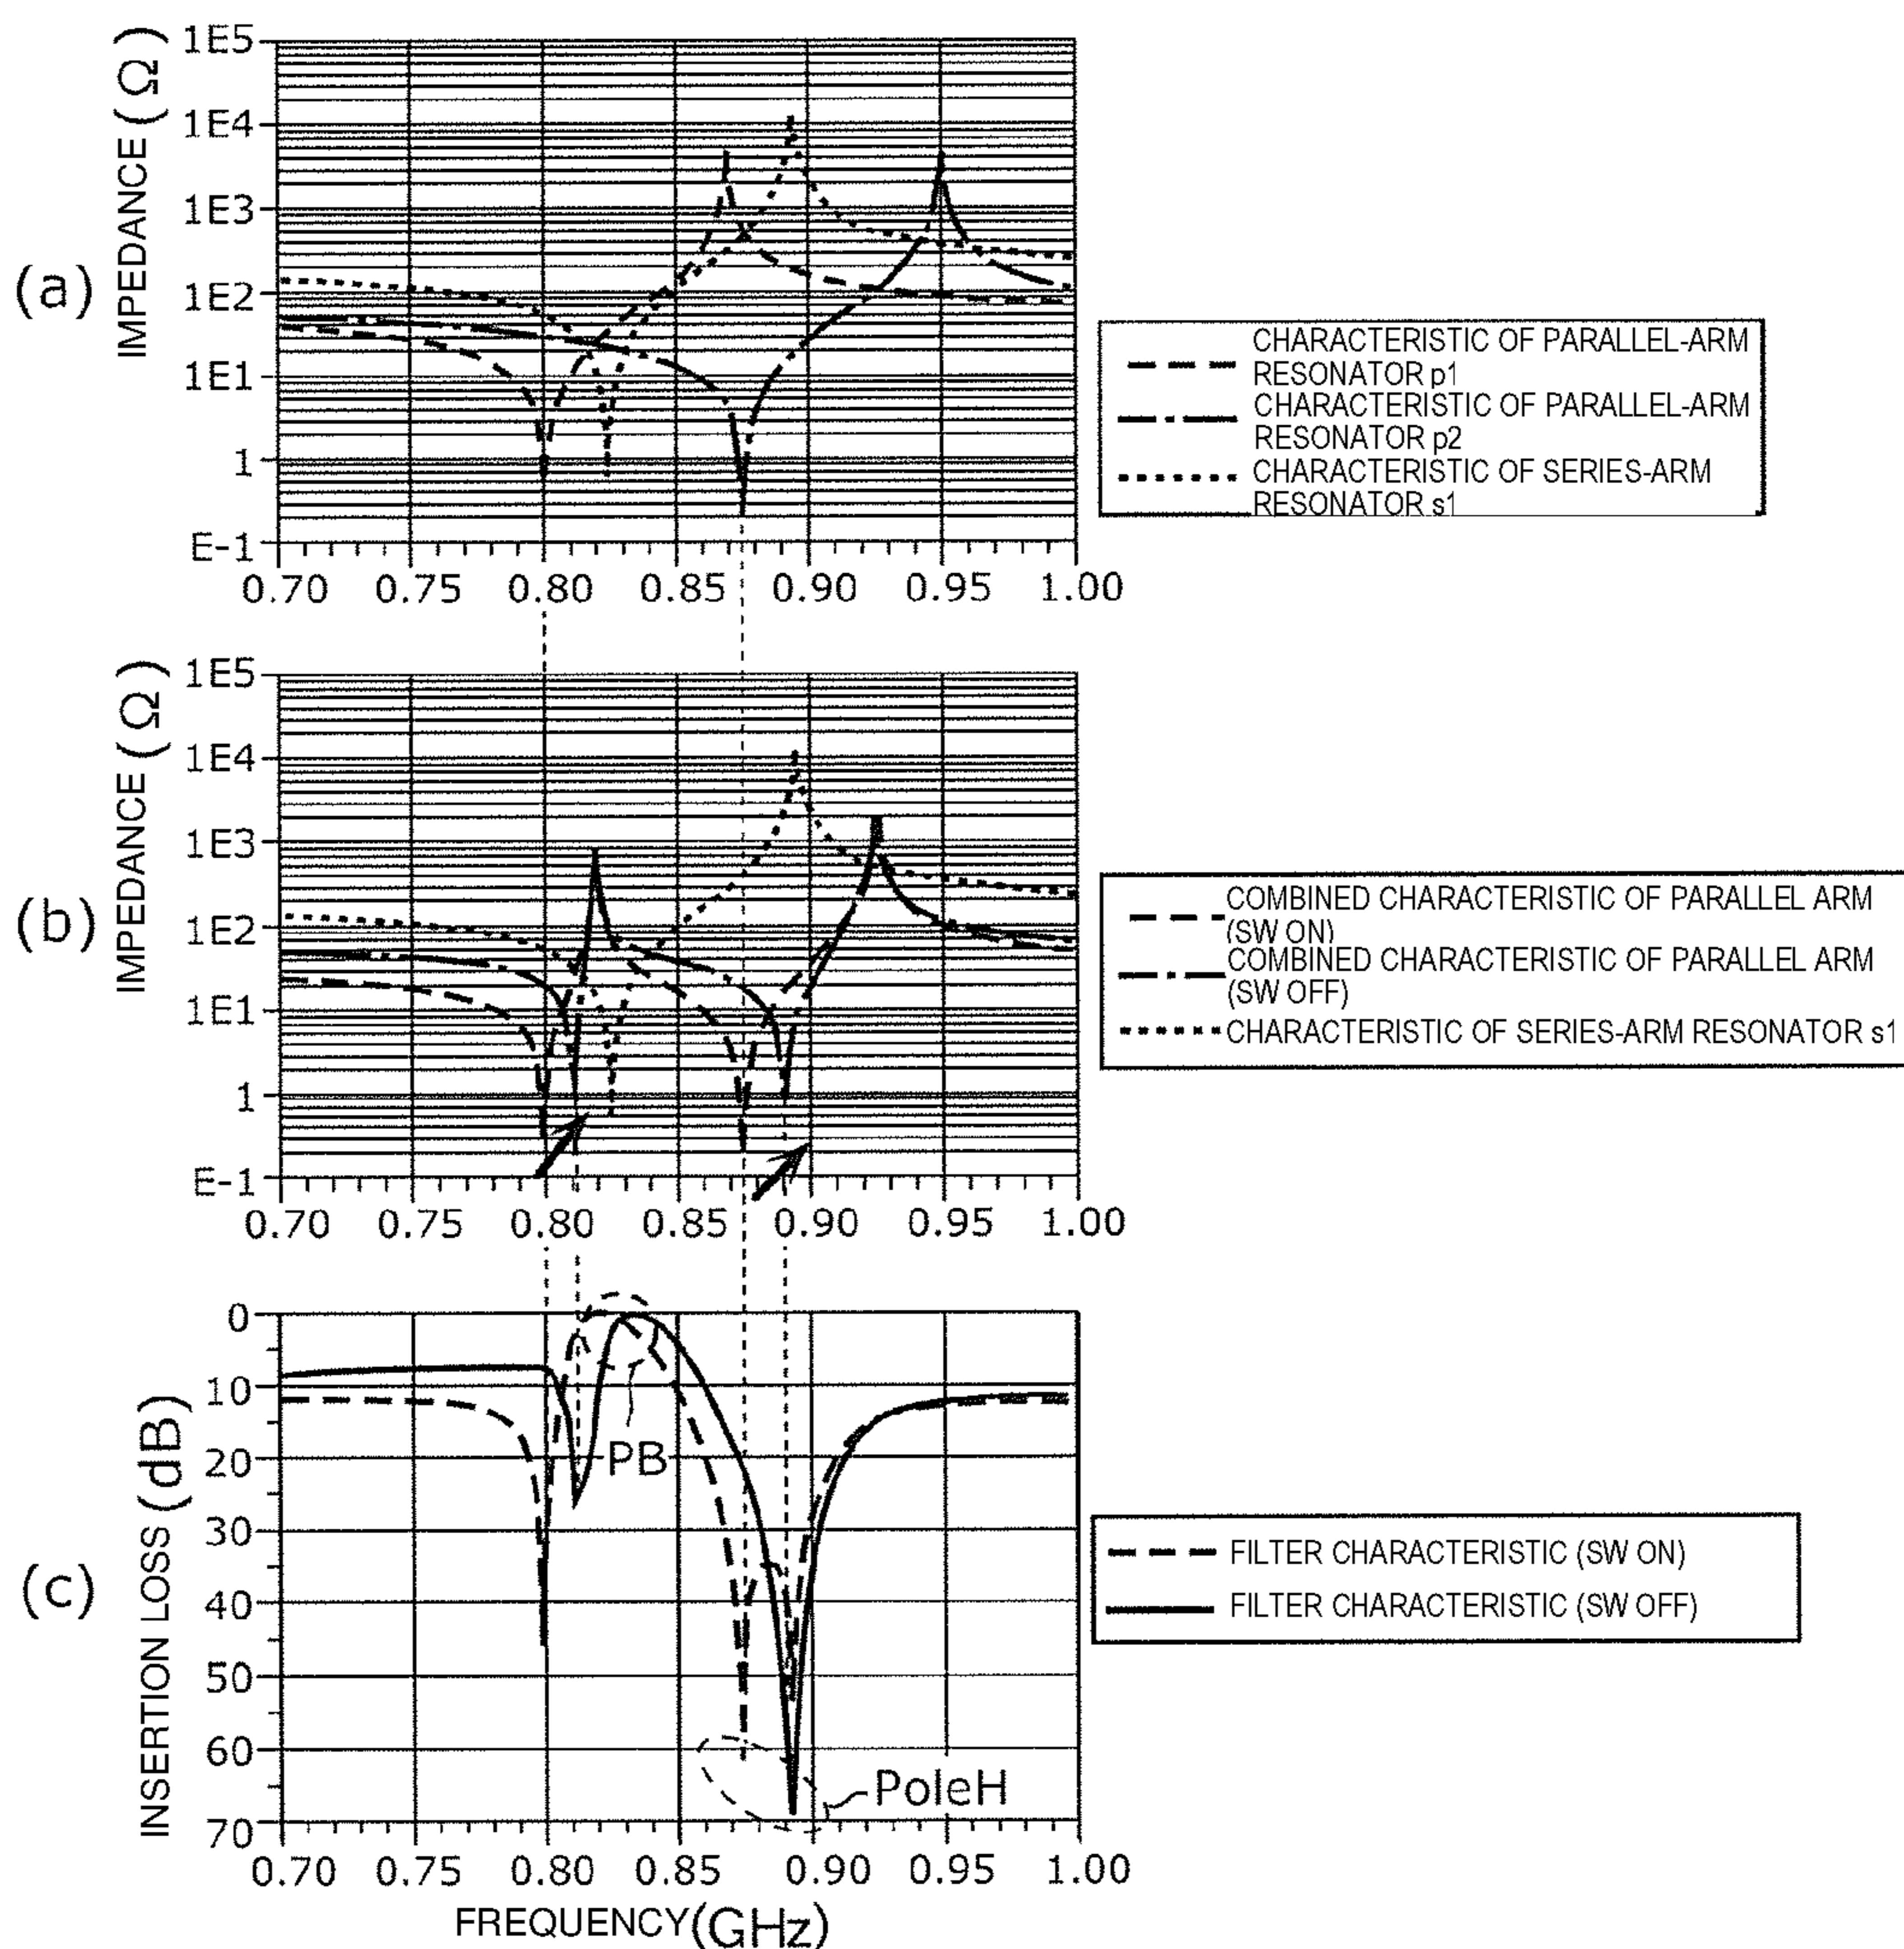 (a)
IMPEDANCE (Ω)
1E5
1E4
1E3
1E2
1E1
1
E-1
0.70 0.75 0.80 0.85 0.90 0.95 1.00
CHARACTERISTIC OF PARALLEL-ARM
RESONATOR p1
CHARACTERISTIC OF PARALLEL-ARM
RESONATOR p2
CHARACTERISTIC OF SERIES-ARM
RESONATOR s1
(b)
IMPEDANCE (Ω)
1E5
1E4
1E3
1E2
1E1
1
E-1
0.70 0.75 0.80 0.85 0.90 0.95 1.00
COMBINED CHARACTERISTIC OF PARALLEL ARM
(SW ON)
COMBINED CHARACTERISTIC OF PARALLEL ARM
(SW OFF)
CHARACTERISTIC OF SERIES-ARM RESONATOR s1
(c)
INSERTION LOSS (dB)
0
10
20
30
40
50
60
70
PB
PoleH
0.70 0.75 0.80 0.85 0.90 0.95 1.00
FREQUENCY(GHz)
FILTER CHARACTERISTIC (SW ON)
FILTER CHARACTERISTIC (SW OFF)